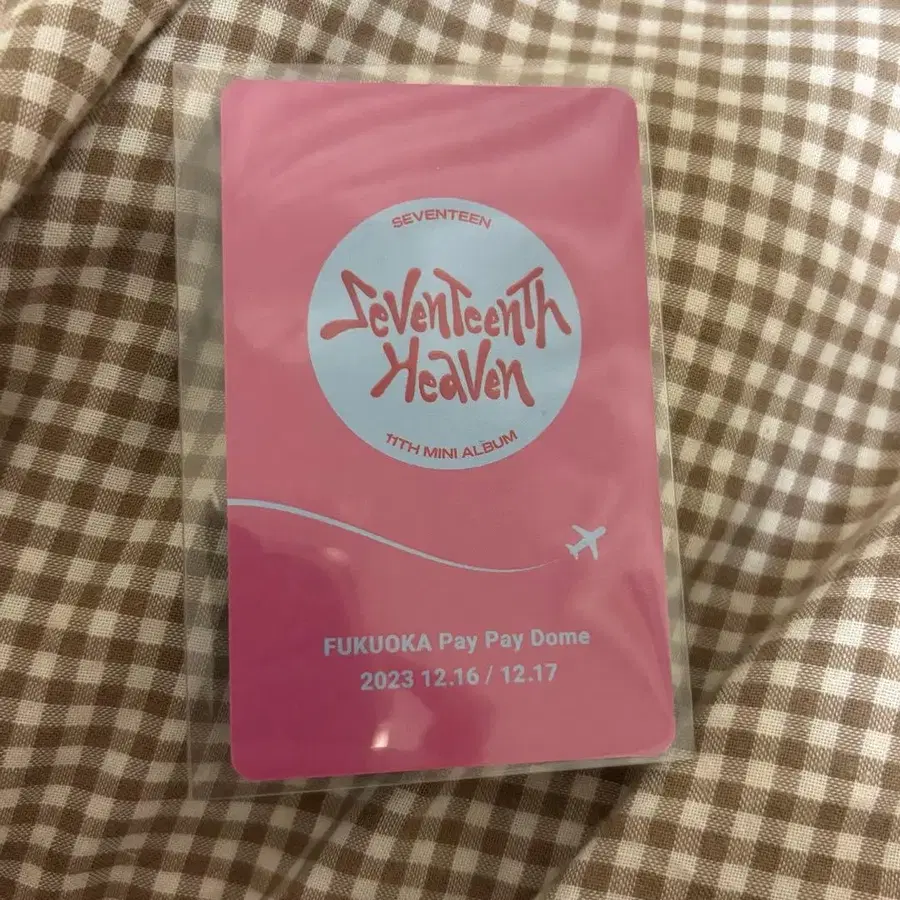 SEVENTEEN
SevenTeenTh
Heaven
11TH MINI ALBUM
FUKUOKA Pay Pay Dome
2023 12.16 / 12.17